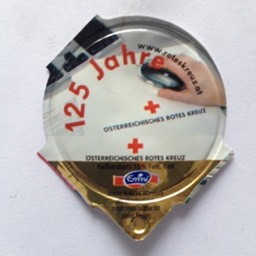 125 Jahre
www.roteskreuz.at
ÖSTERREICHISCHES ROTES KREUZ
ÖSTERREICHISCHES ROTES KREUZ
Emmi